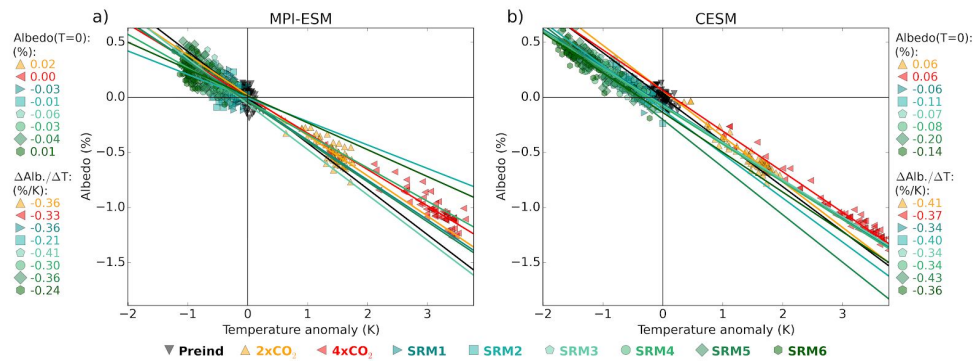 a) MPI-ESM
b) CESM
Albedo(T=0):
(%):
0.02
0.00
-0.03
-0.01
-0.06
-0.03
-0.04
0.01
ΔAlb./ΔT:
(%/K):
-0.36
-0.33
-0.36
-0.21
-0.41
-0.30
-0.36
-0.24
Albedo (%)
0.5
0.0
−0.5
−1.0
−1.5
−2 −1 0 1 2 3
Temperature anomaly (K)
Albedo (%)
0.5
0.0
−0.5
−1.0
−1.5
−2 −1 0 1 2 3
Temperature anomaly (K)
Albedo(T=0):
(%):
0.06
0.06
-0.06
-0.11
-0.07
-0.08
-0.20
-0.14
ΔAlb./ΔT:
(%/K):
-0.41
-0.37
-0.34
-0.40
-0.34
-0.34
-0.43
-0.36
Preind 2xCO₂ 4xCO₂ SRM1 SRM2 SRM3 SRM4 SRM5 SRM6